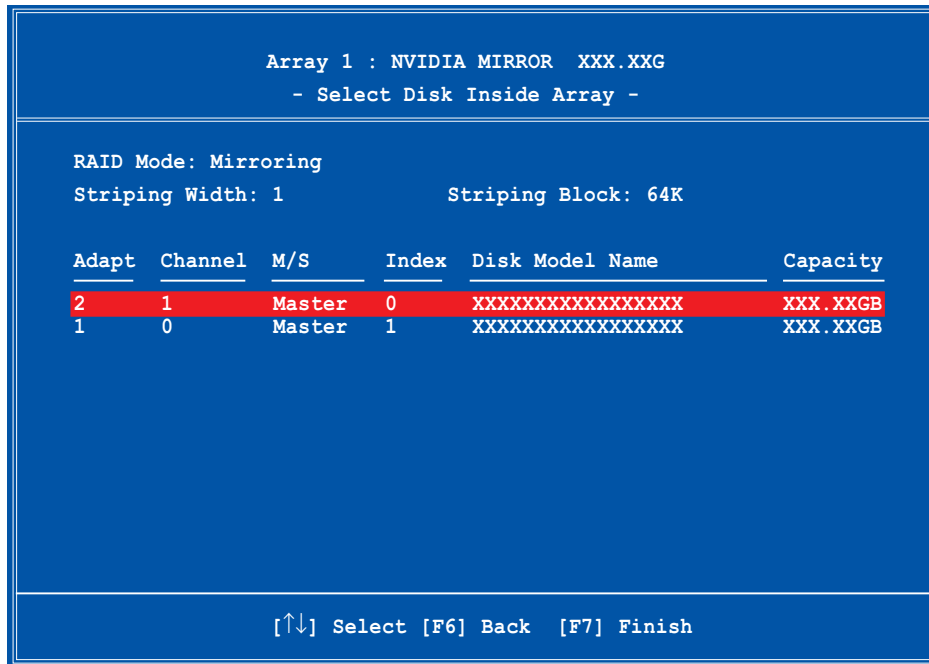 Array 1 : NVIDIA MIRROR XXX.XXG
- Select Disk Inside Array -
RAID Mode: Mirroring
Striping Width: 1 Striping Block: 64K
Adapt Channel M/S Index Disk Model Name Capacity
2 1 Master 0 XXXXXXXXXXXXXXXXX XXX.XXGB
1 0 Master 1 XXXXXXXXXXXXXXXXX XXX.XXGB
[↑↓] Select [F6] Back [F7] Finish